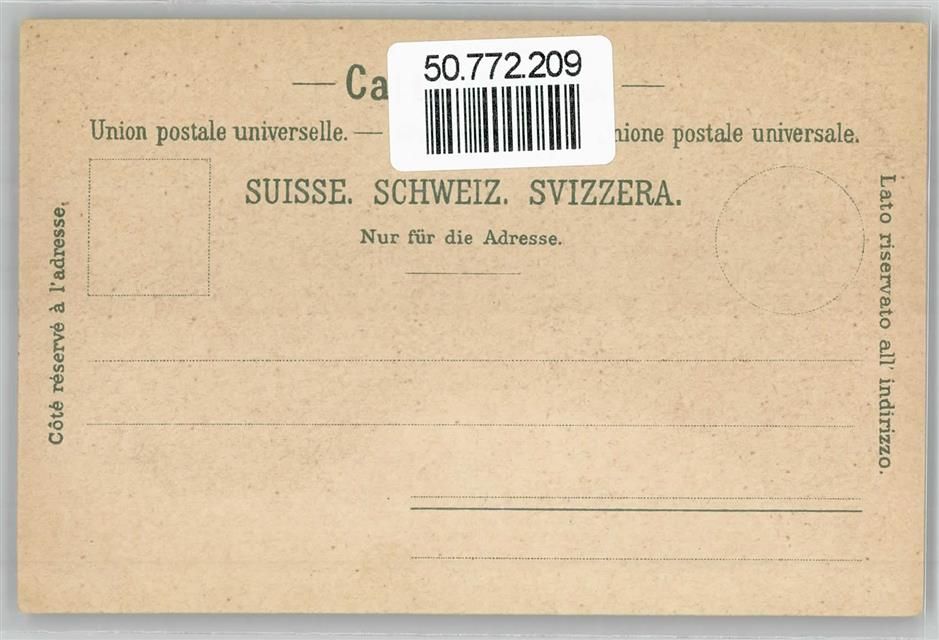 50.772.209
— Ca —
Union postale universelle. — nione postale universale.
SUISSE. SCHWEIZ. SVIZZERA.
Nur für die Adresse.
Côté réservé à l'adresse.
Lato riservato all' indirizzo.